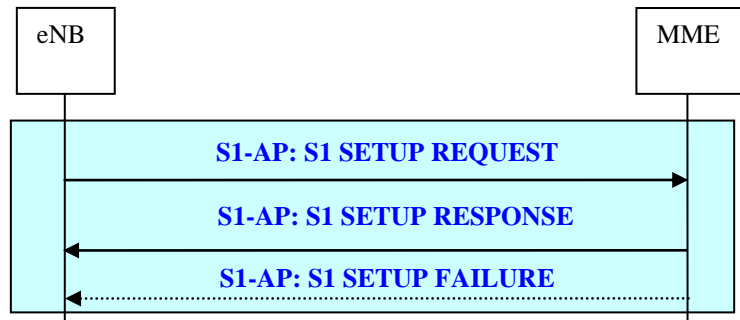 eNB
MME
S1-AP: S1 SETUP REQUEST
S1-AP: S1 SETUP RESPONSE
S1-AP: S1 SETUP FAILURE